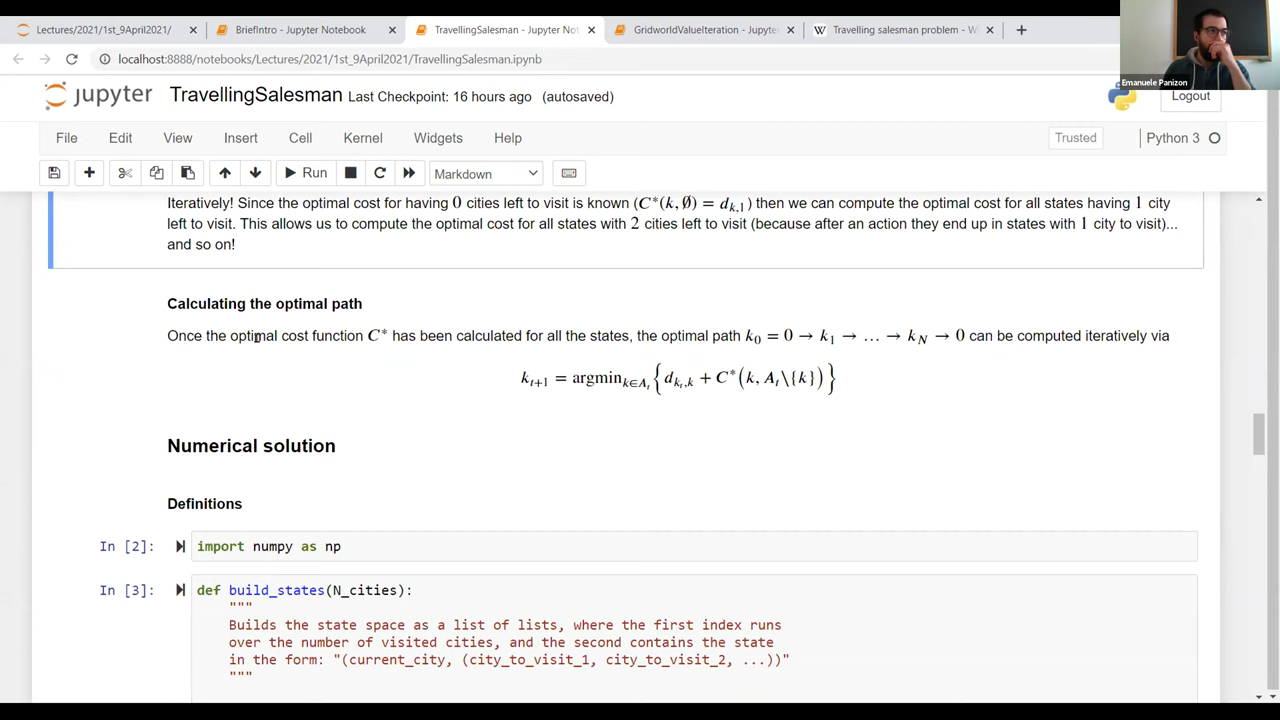 Lectures/2021/1st_9April2021/
BriefIntro - Jupyter Notebook
TravellingSalesman - Jupyter Not
GridworldValueIteration - Jupyte
Travelling salesman problem - W
localhost:8888/notebooks/Lectures/2021/1st_9April2021/TravellingSalesman.ipynb
Emanuele Panizon
jupyter TravellingSalesman Last Checkpoint: 16 hours ago (autosaved)
Logout
File Edit View Insert Cell Kernel Widgets Help
Trusted
Python 3
Run
Markdown
Iteratively! Since the optimal cost for having 0 cities left to visit is known (C*(k, ∅) = d_{k,1}) then we can compute the optimal cost for all states having 1 city
left to visit. This allows us to compute the optimal cost for all states with 2 cities left to visit (because after an action they end up in states with 1 city to visit)...
and so on!
Calculating the optimal path
Once the optimal cost function C* has been calculated for all the states, the optimal path k_0 = 0 → k_1 → … → k_N → 0 can be computed iteratively via
k_{t+1} = argmin_{k∈A_t} {d_{k_t,k} + C*(k, A_t\{k})}
Numerical solution
Definitions
In [2]: import numpy as np
In [3]: def build_states(N_cities):
"""
Builds the state space as a list of lists, where the first index runs
over the number of visited cities, and the second contains the state
in the form: "(current_city, (city_to_visit_1, city_to_visit_2, ...))"
"""